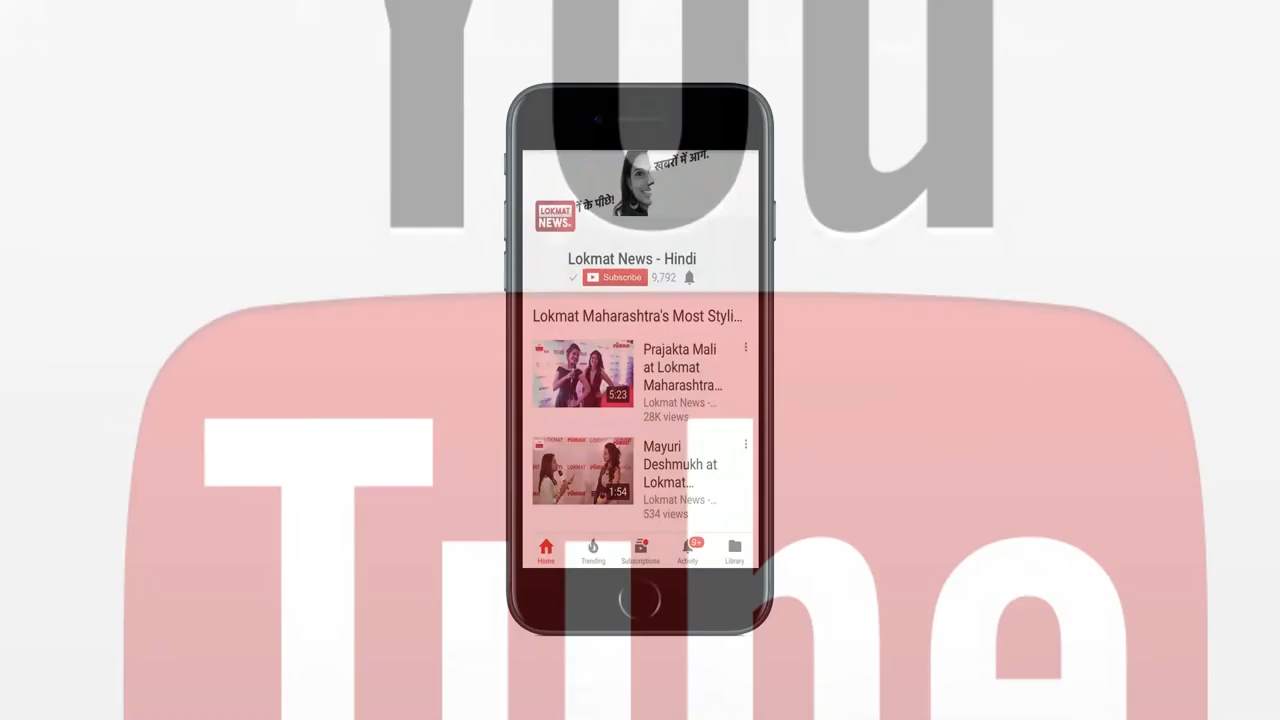 You
Tube
खबरों में आगे,
ों के पीछे!
LOKMAT
NEWS
Lokmat News - Hindi
Subscribe 9,792
Lokmat Maharashtra's Most Styli...
Prajakta Mali
at Lokmat
Maharashtra...
5:23
Lokmat News -...
28K views
Mayuri
Deshmukh at
Lokmat...
1:54
Lokmat News -...
534 views
9+
Home Trending Subscriptions Activity Library